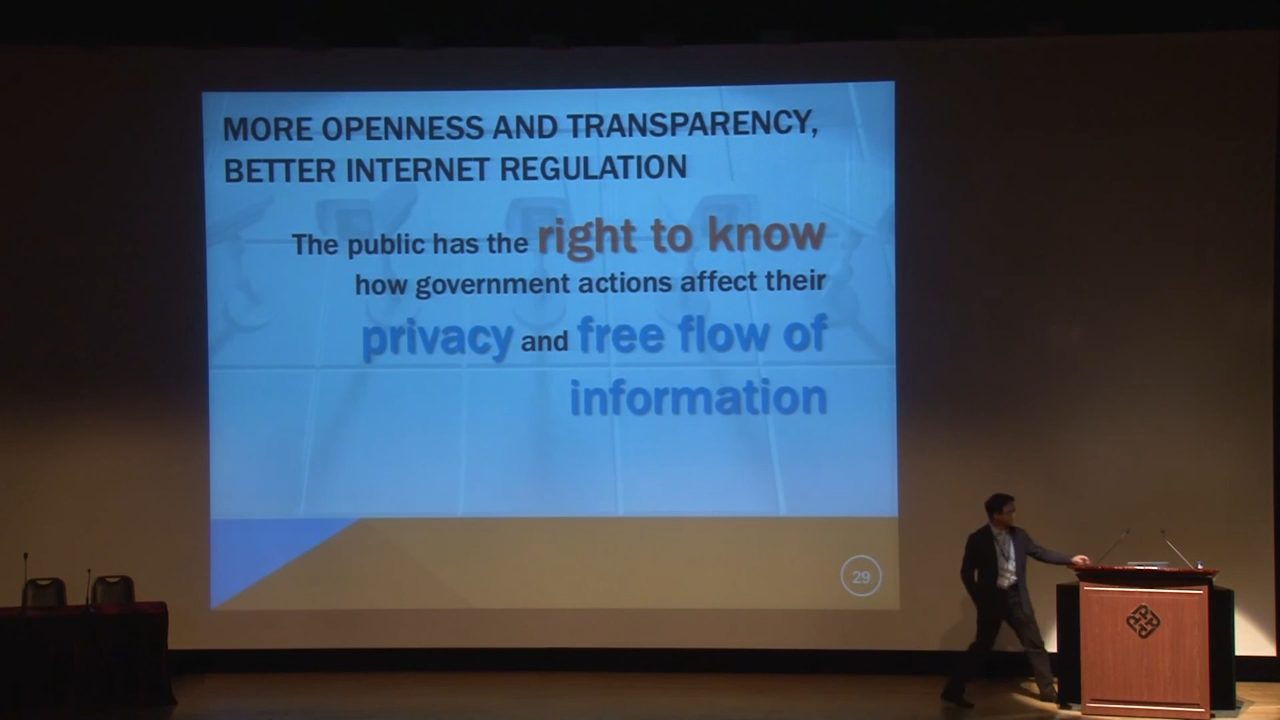 MORE OPENNESS AND TRANSPARENCY,
BETTER INTERNET REGULATION
The public has the right to know
how government actions affect their
privacy and free flow of
information
29